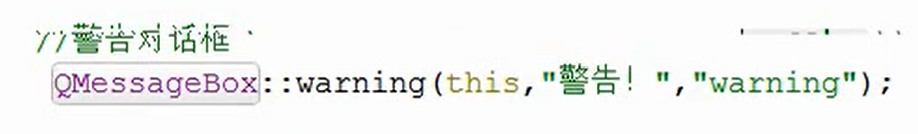 //警告对话框
QMessageBox::warning(this,"警告！","warning");